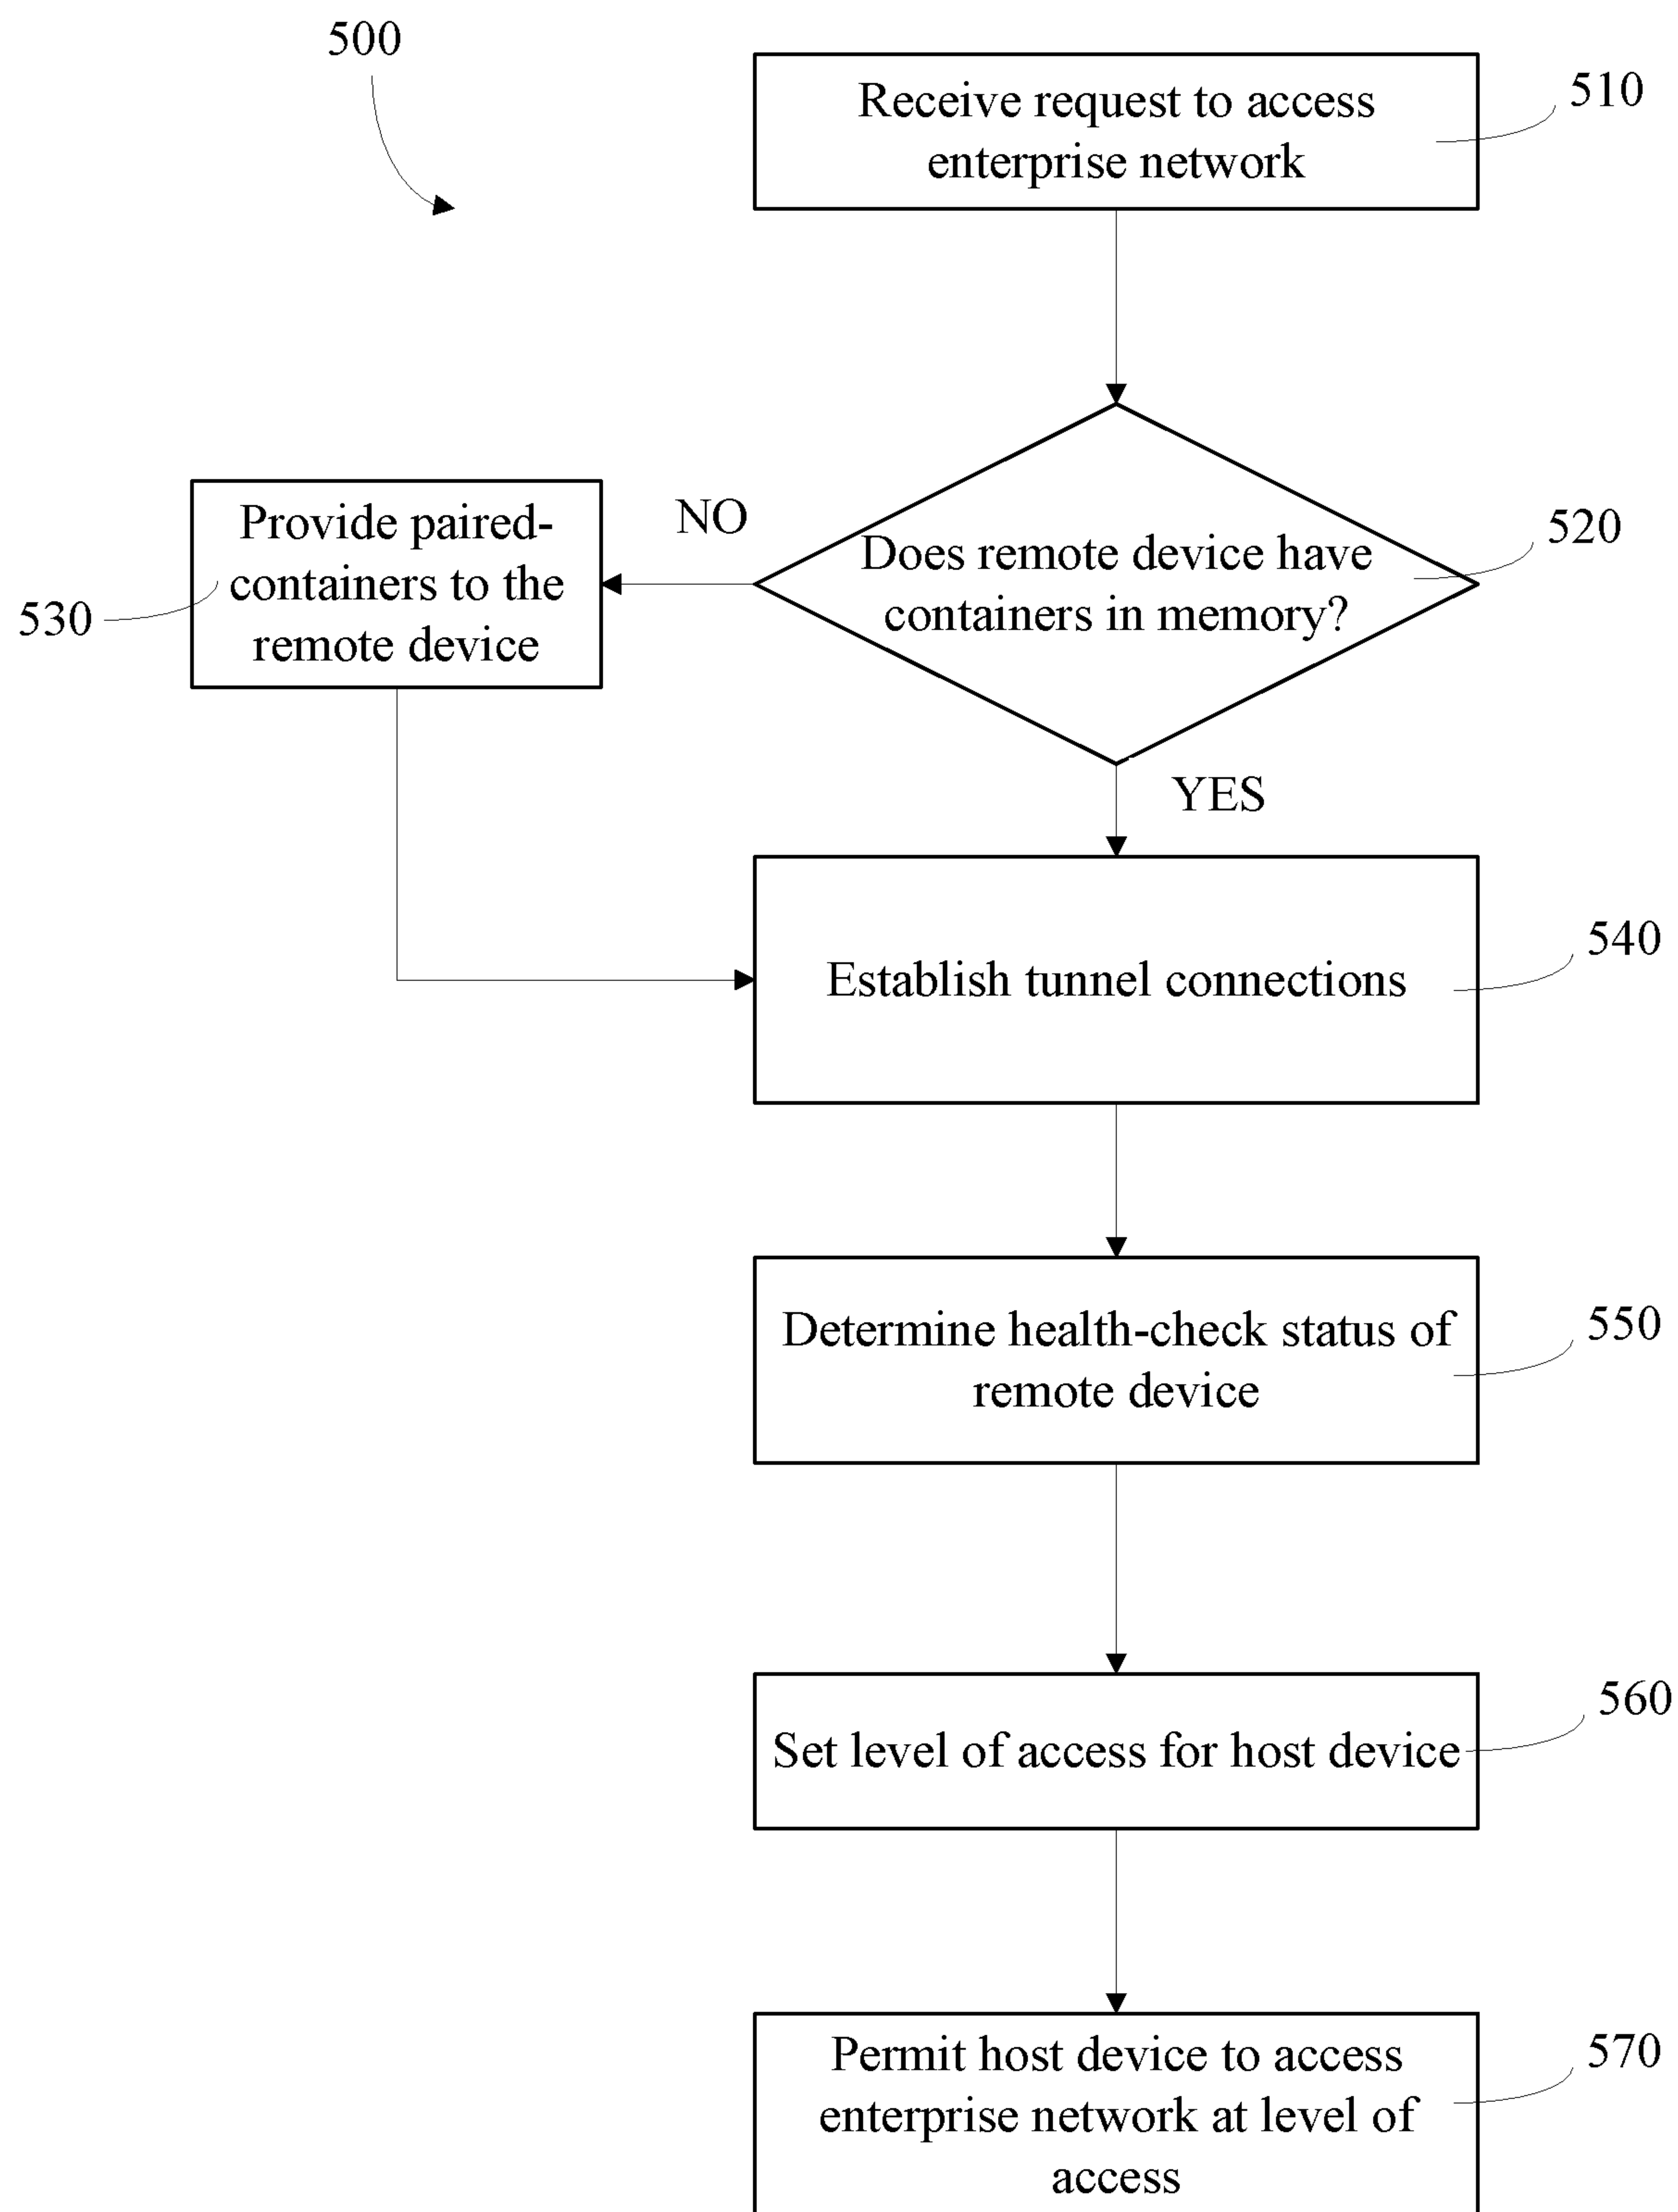 500
Receive request to access
enterprise network
510
Does remote device have
containers in memory?
520
NO
Provide paired-
containers to the
remote device
530
YES
Establish tunnel connections
540
Determine health-check status of
remote device
550
Set level of access for host device
560
Permit host device to access
enterprise network at level of
access
570